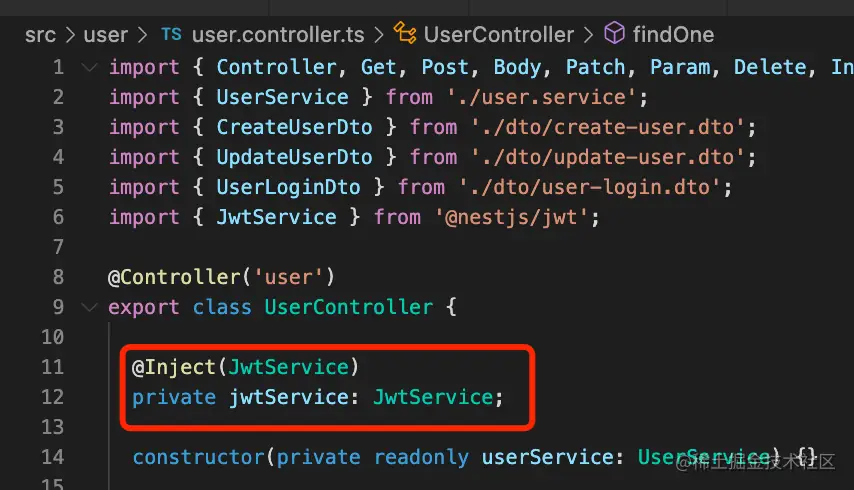 src > user > TS user.controller.ts > UserController > findOne
1 import { Controller, Get, Post, Body, Patch, Param, Delete, In
2 import { UserService } from './user.service';
3 import { CreateUserDto } from './dto/create-user.dto';
4 import { UpdateUserDto } from './dto/update-user.dto';
5 import { UserLoginDto } from './dto/user-login.dto';
6 import { JwtService } from '@nestjs/jwt';
7
8 @Controller('user')
9 export class UserController {
10
11 @Inject(JwtService)
12 private jwtService: JwtService;
13
14 constructor(private readonly userService: UserService) {}
15
@稀土掘金技术社区